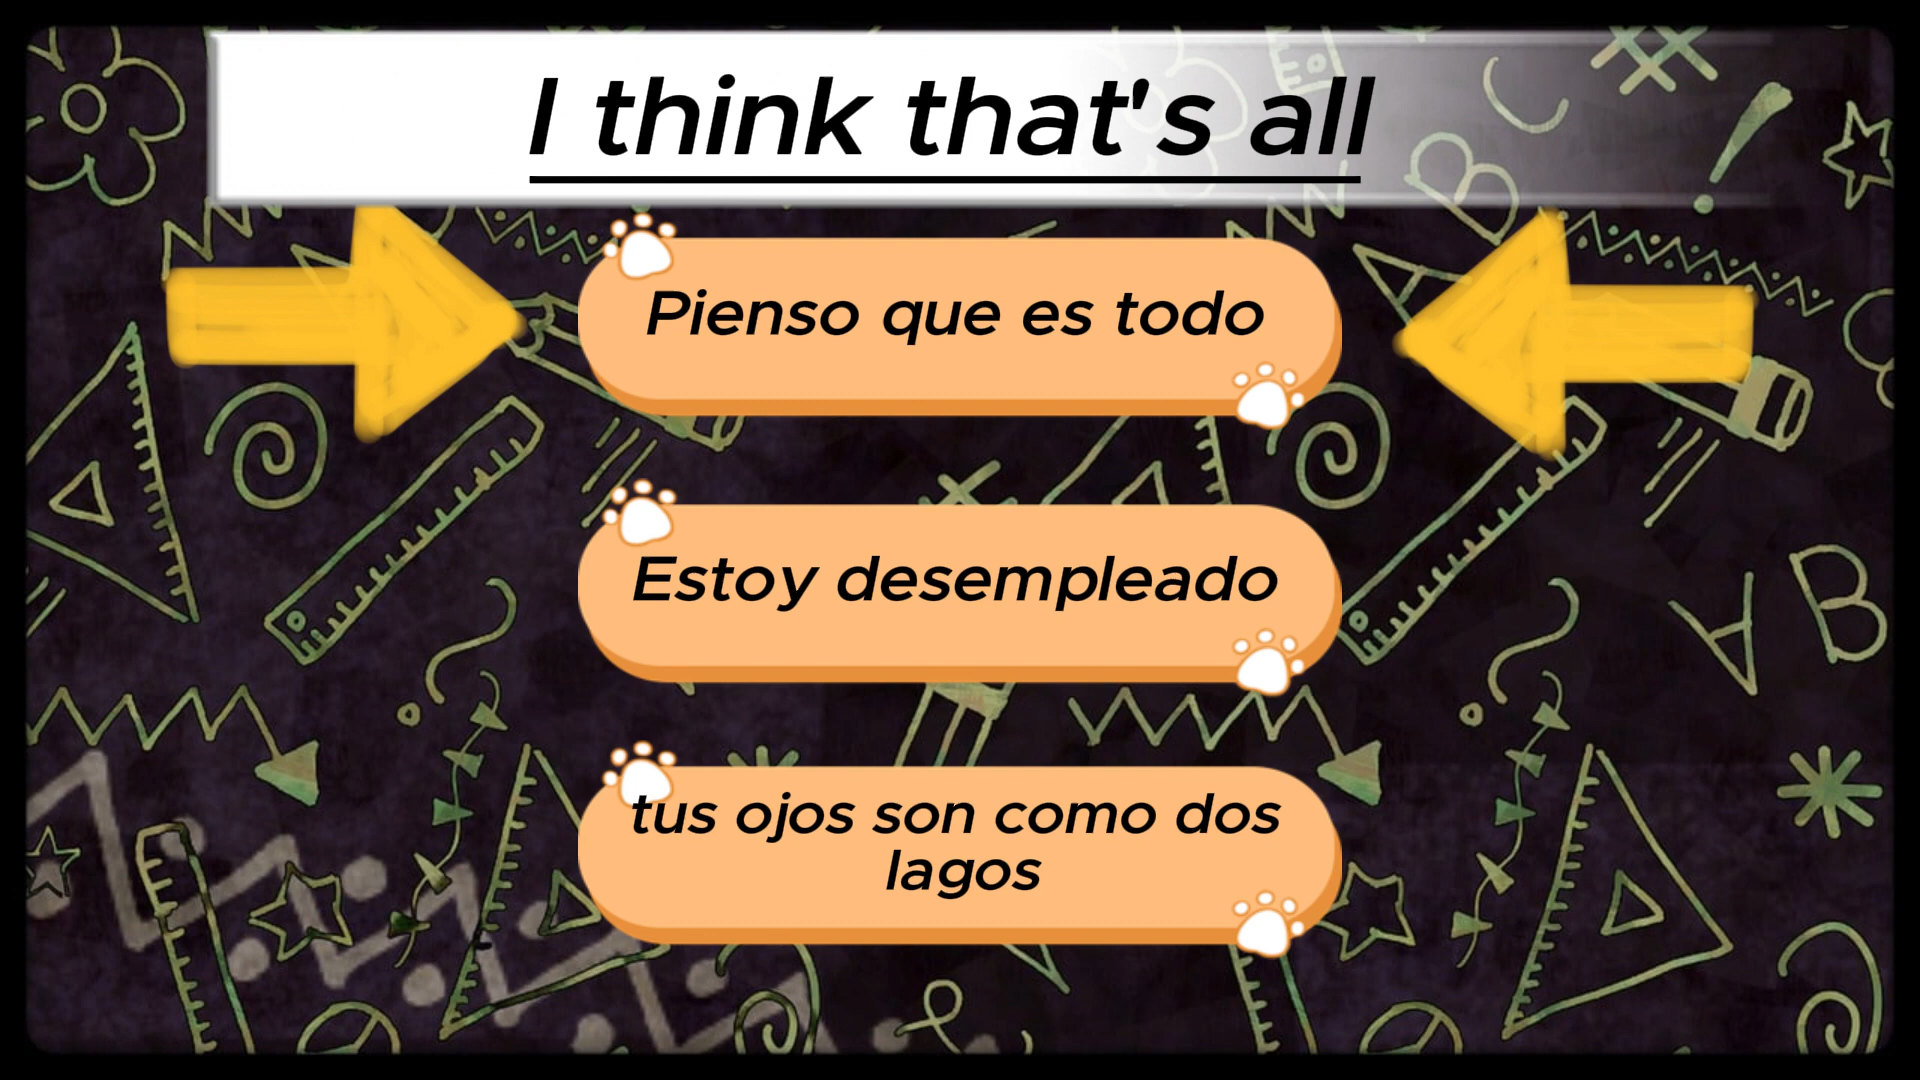 I think that's all
Pienso que es todo
Estoy desempleado
tus ojos son como dos
lagos